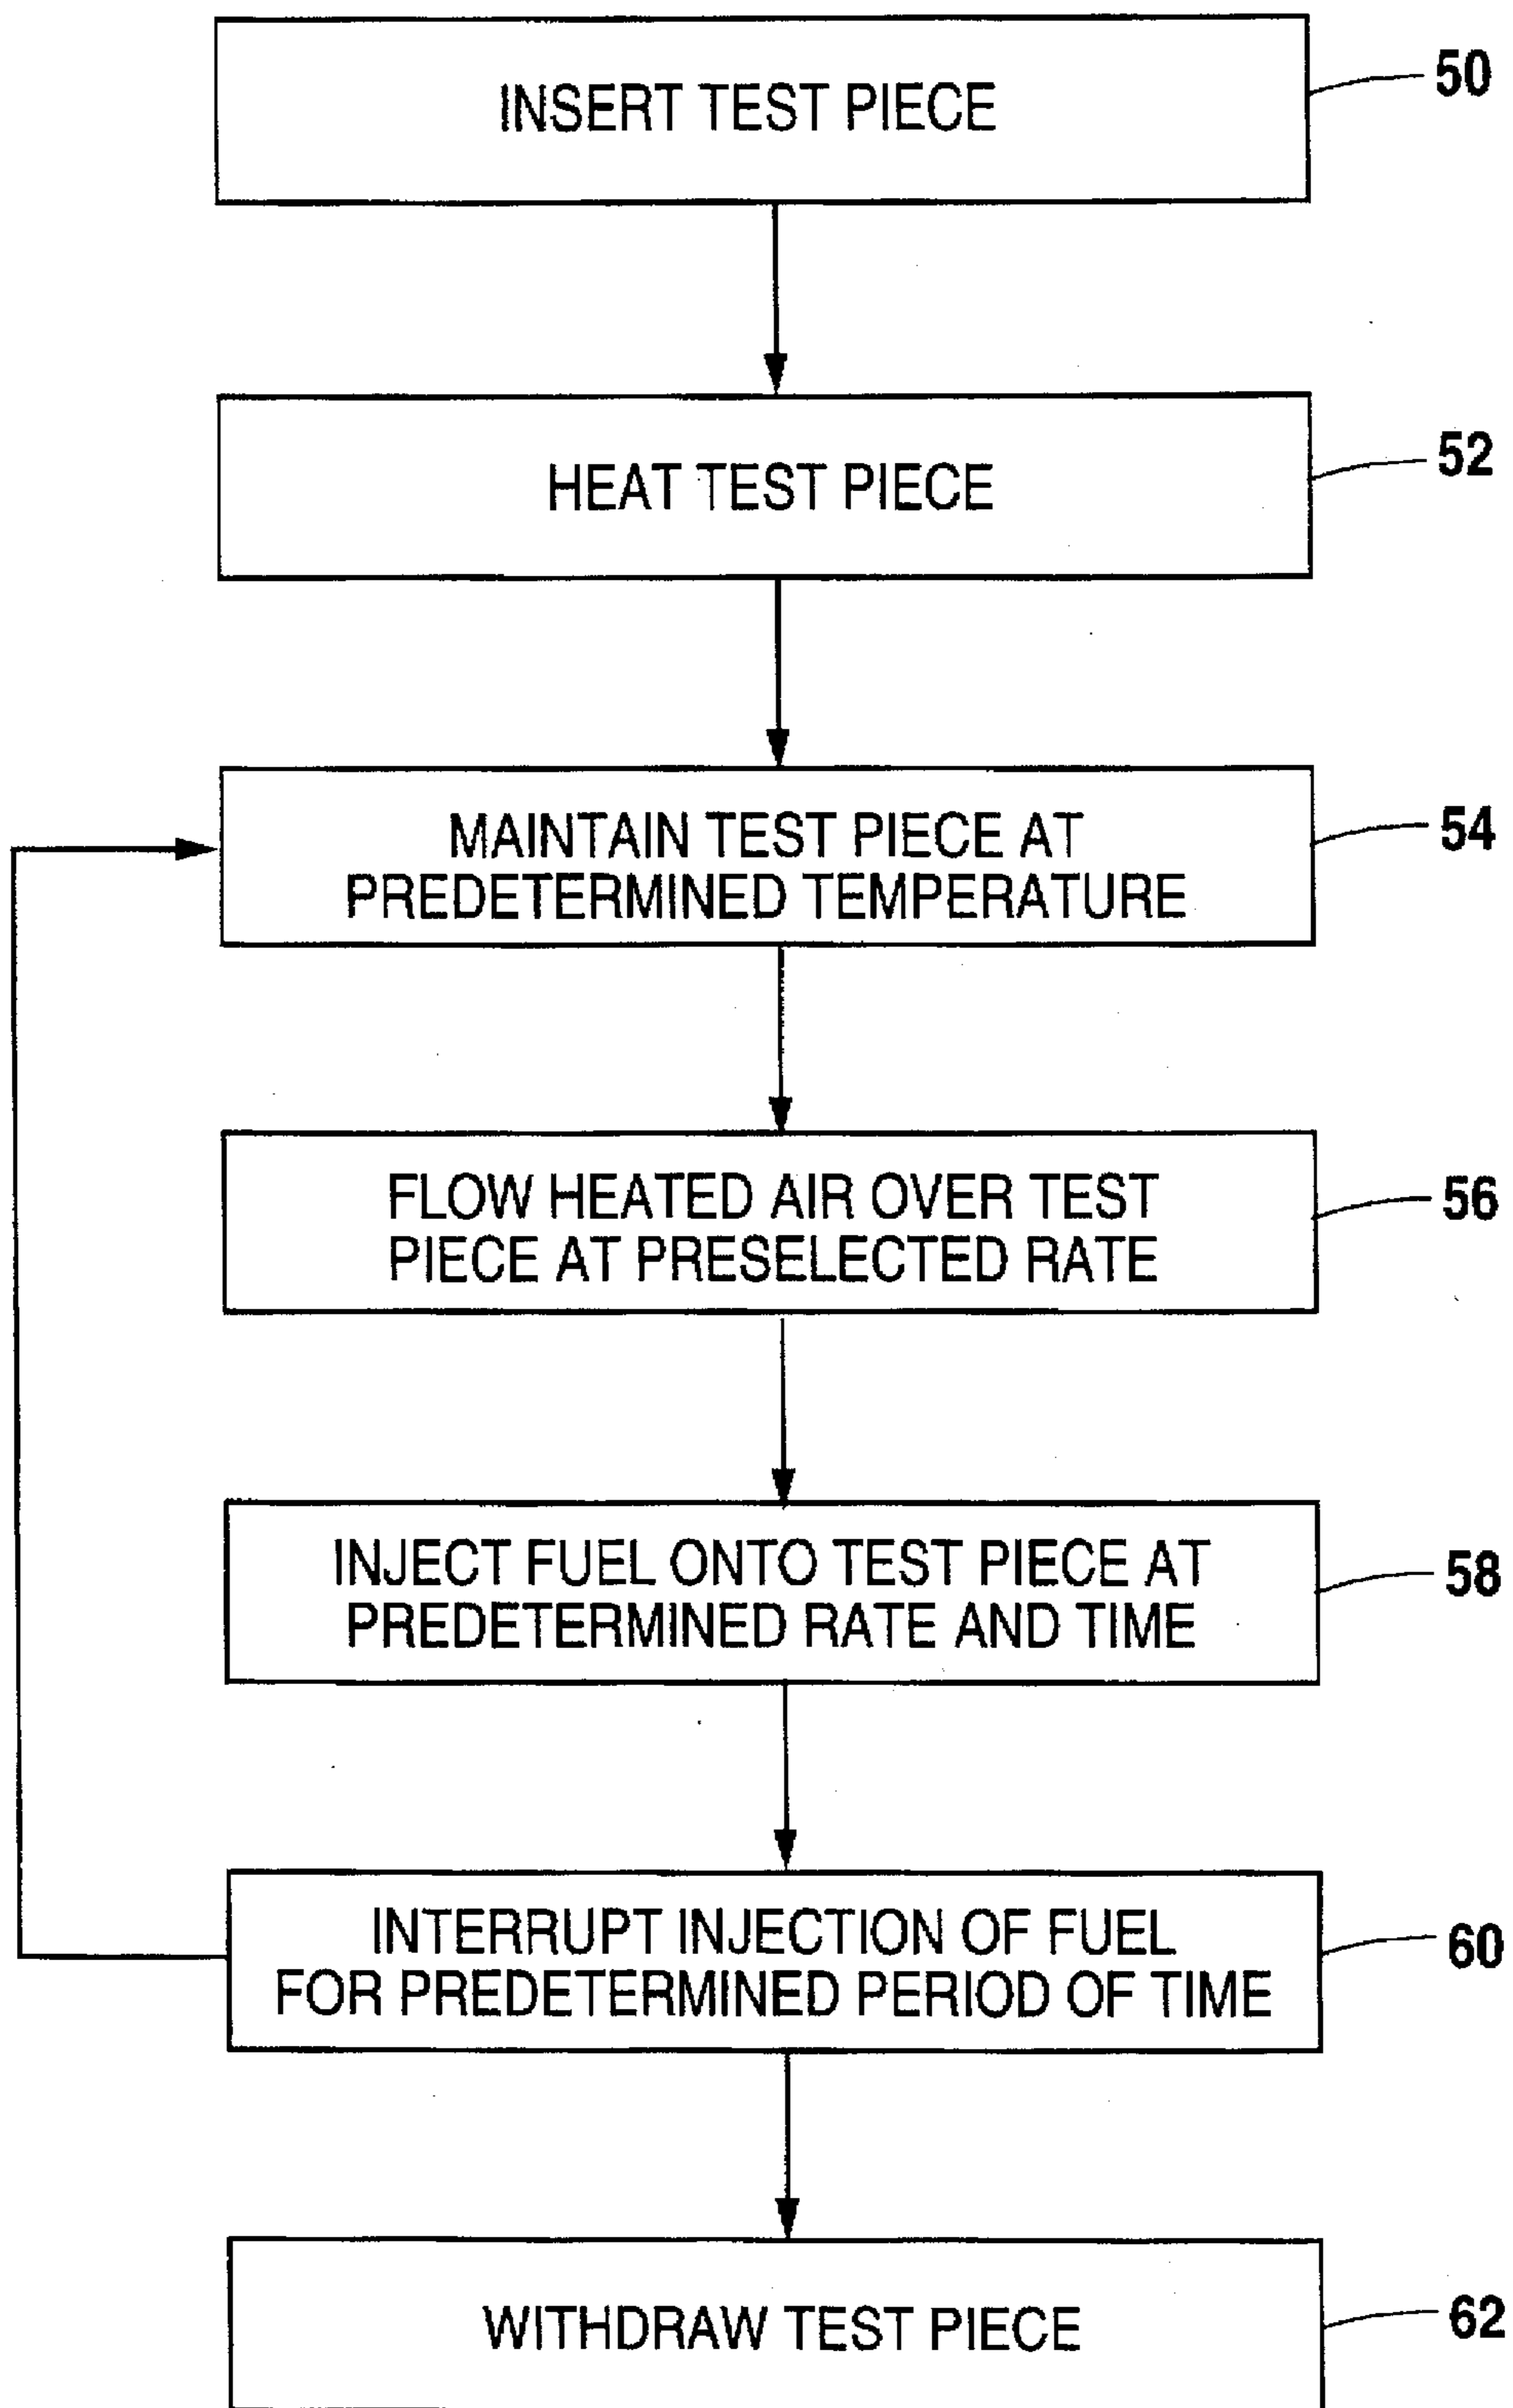 INSERT TEST PIECE
50
HEAT TEST PIECE
52
MAINTAIN TEST PIECE AT
PREDETERMINED TEMPERATURE
54
FLOW HEATED AIR OVER TEST
PIECE AT PRESELECTED RATE
56
INJECT FUEL ONTO TEST PIECE AT
PREDETERMINED RATE AND TIME
58
INTERRUPT INJECTION OF FUEL
FOR PREDETERMINED PERIOD OF TIME
60
WITHDRAW TEST PIECE
62